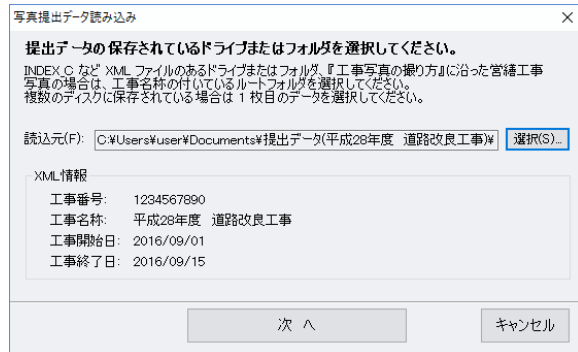 写真提出データ読み込み
提出データの保存されているドライブまたはフォルダを選択してください。
INDEX_C など XML ファイルのあるドライブまたはフォルダ、『工事写真の撮り方』に沿った営繕工事
写真の場合は、工事名称の付いているルートフォルダを選択してください。
複数のディスクに保存されている場合は 1 枚目のデータを選択してください。
読込元(F): C:¥Users¥user¥Documents¥提出データ(平成28年度 道路改良工事)¥ 選択(S)...
XML情報
工事番号: 1234567890
工事名称: 平成28年度 道路改良工事
工事開始日: 2016/09/01
工事終了日: 2016/09/15
次 へ キャンセル